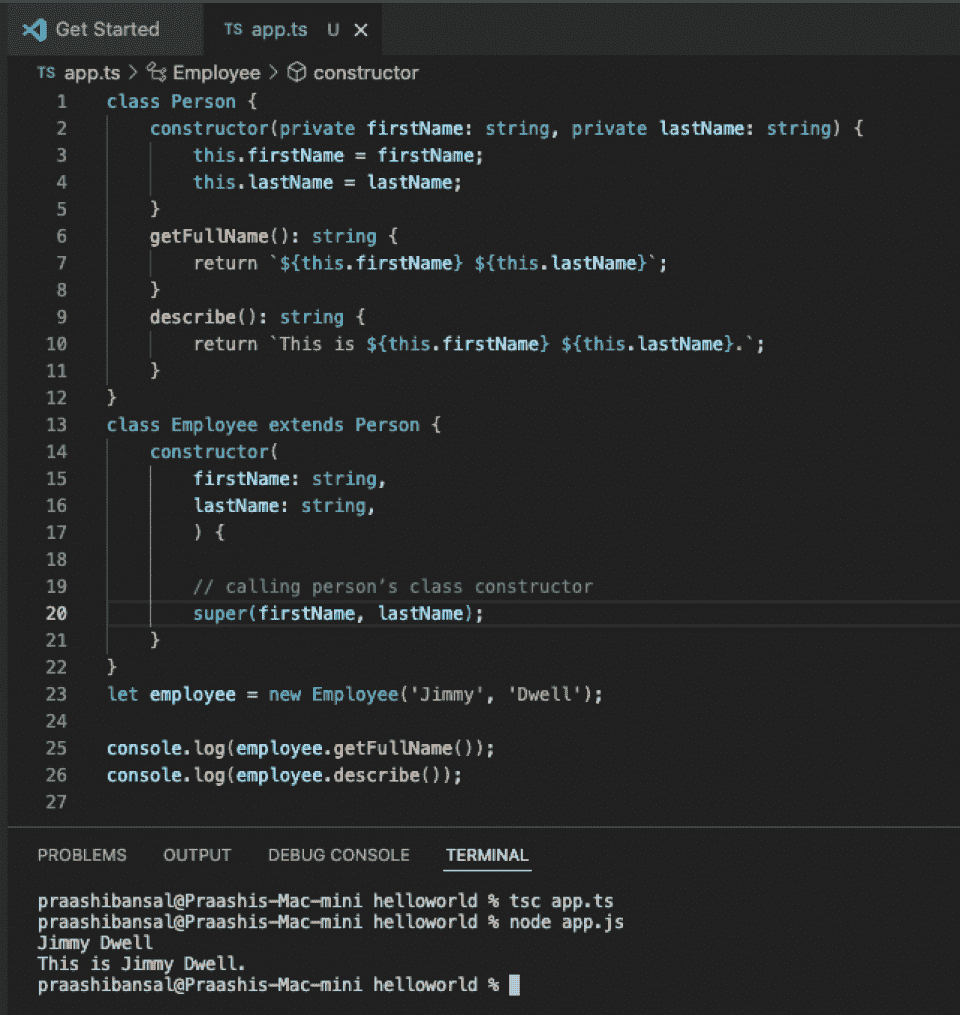 Get Started TS app.ts U ×
TS app.ts > Employee > constructor
1 class Person {
2     constructor(private firstName: string, private lastName: string) {
3         this.firstName = firstName;
4         this.lastName = lastName;
5     }
6     getFullName(): string {
7         return `${this.firstName} ${this.lastName}`;
8     }
9     describe(): string {
10         return `This is ${this.firstName} ${this.lastName}.`;
11     }
12 }
13 class Employee extends Person {
14     constructor(
15         firstName: string,
16         lastName: string,
17         ) {
18
19         // calling person’s class constructor
20         super(firstName, lastName);
21     }
22 }
23 let employee = new Employee('Jimmy', 'Dwell');
24
25 console.log(employee.getFullName());
26 console.log(employee.describe());
27
PROBLEMS OUTPUT DEBUG CONSOLE TERMINAL
praashibansal@Praashis-Mac-mini helloworld % tsc app.ts
praashibansal@Praashis-Mac-mini helloworld % node app.js
Jimmy Dwell
This is Jimmy Dwell.
praashibansal@Praashis-Mac-mini helloworld %